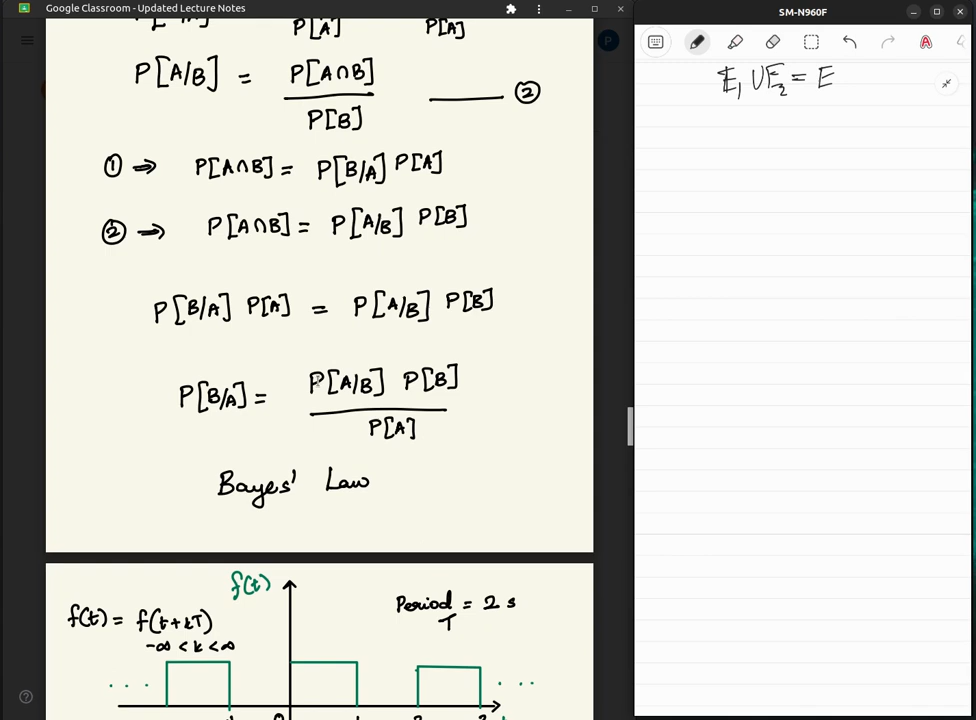 Google Classroom - Updated Lecture Notes
SM-N960F
P[A] P[A]
P[A/B] = P[A∩B] / P[B] ——— ②
① ⇒ P[A∩B] = P[B/A] P[A]
② ⇒ P[A∩B] = P[A/B] P[B]
P[B/A] P[A] = P[A/B] P[B]
P[B/A] = P[A/B] P[B] / P[A]
Bayes' Law
f(t)
f(t) = f(t+kT)
-∞ < k < ∞
Period = 2 s
T
. . .
. . .
P
A
E₁ ∪ E₂ = E